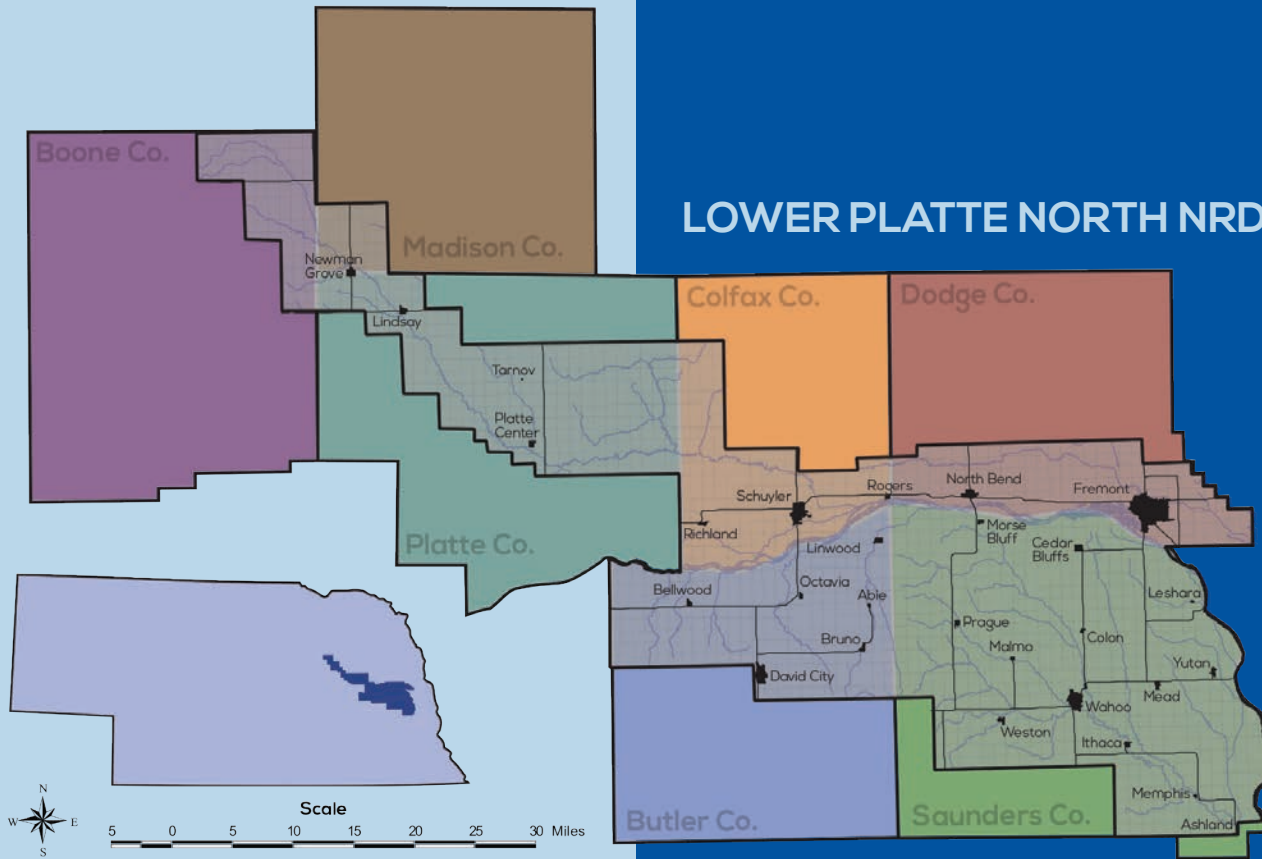 Boone Co.
LOWER PLATTE NORTH NRD
Madison Co.
Newman
Grove
Colfax Co.
Dodge Co.
Lindsay
Tarnov
Platte
Center
Schuyler
Rogers
North Bend
Fremont
Richland
Morse
Bluff
Platte Co.
Linwood
Cedar
Bluffs
Bellwood
Octavia
Abie
Leshara
Prague
Bruno
Malmo
Colon
David City
Yutan
Mead
Wahoo
Weston
Ithaca
Memphis
Ashland
Butler Co.
Saunders Co.
N
W E
S
Scale
5 0 5 10 15 20 25 30 Miles